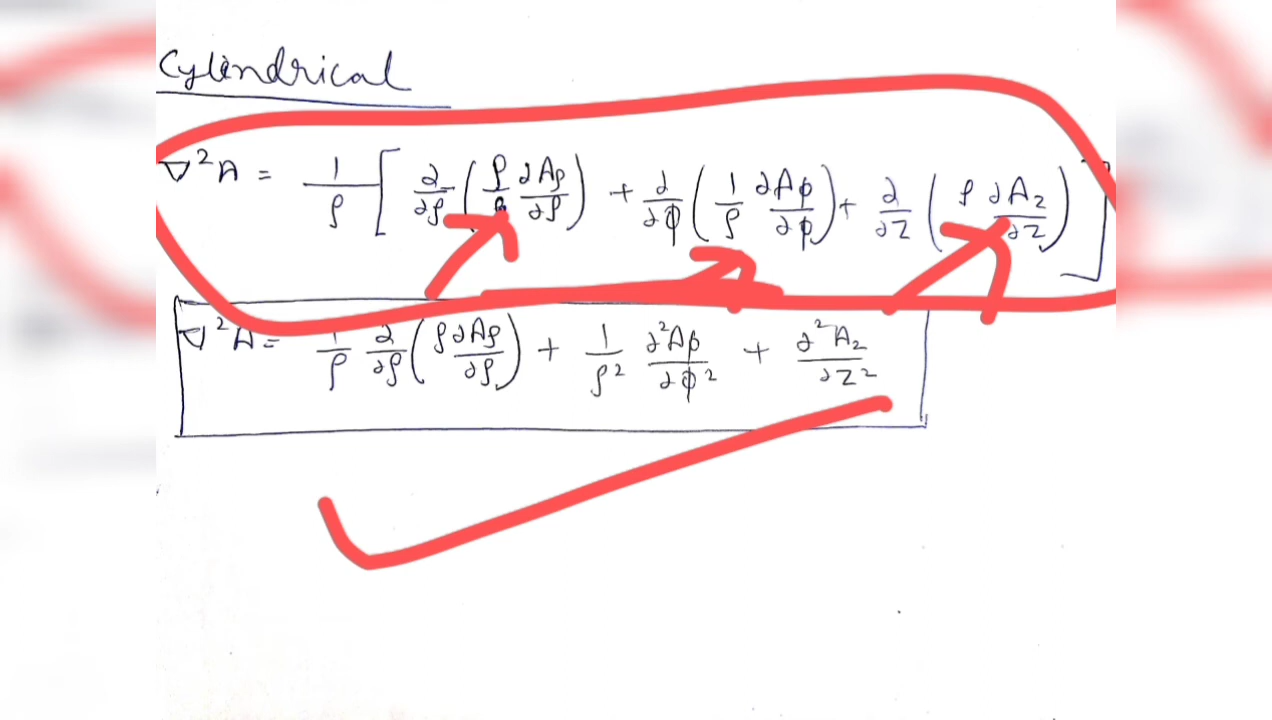 Cylindrical
∇²A = 1/ρ [ ∂/∂ρ (ρ ∂Aρ/∂ρ) + ∂/∂φ (1/ρ ∂Aφ/∂φ) + ∂/∂z (ρ ∂Az/∂z) ]
∇²A = 1/ρ ∂/∂ρ (ρ ∂Aρ/∂ρ) + 1/ρ² ∂²Aφ/∂φ² + ∂²Az/∂z²